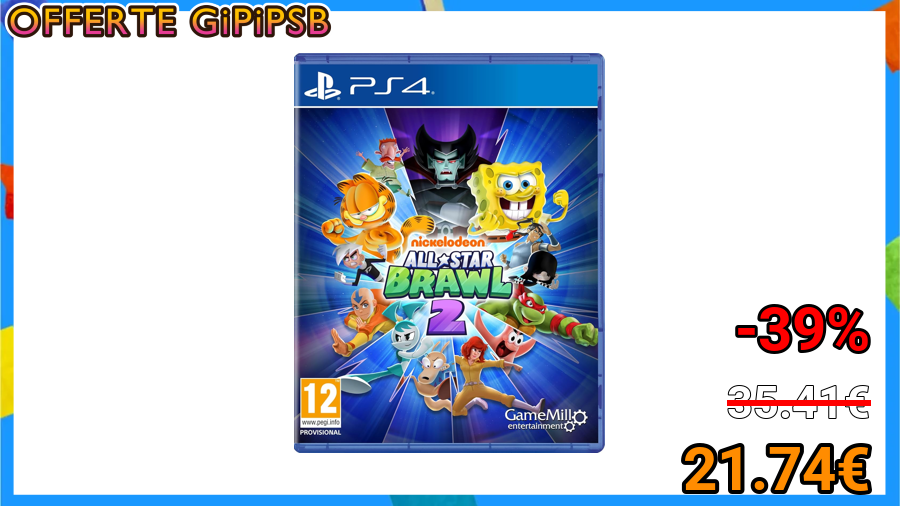 OFFERTE GiPiPSB
PS4
nickelodeon
ALL★STAR
BRAWL
2
12
www.pegi.info
PROVISIONAL
GameMill
entertainment
-39%
35.41€
21.74€